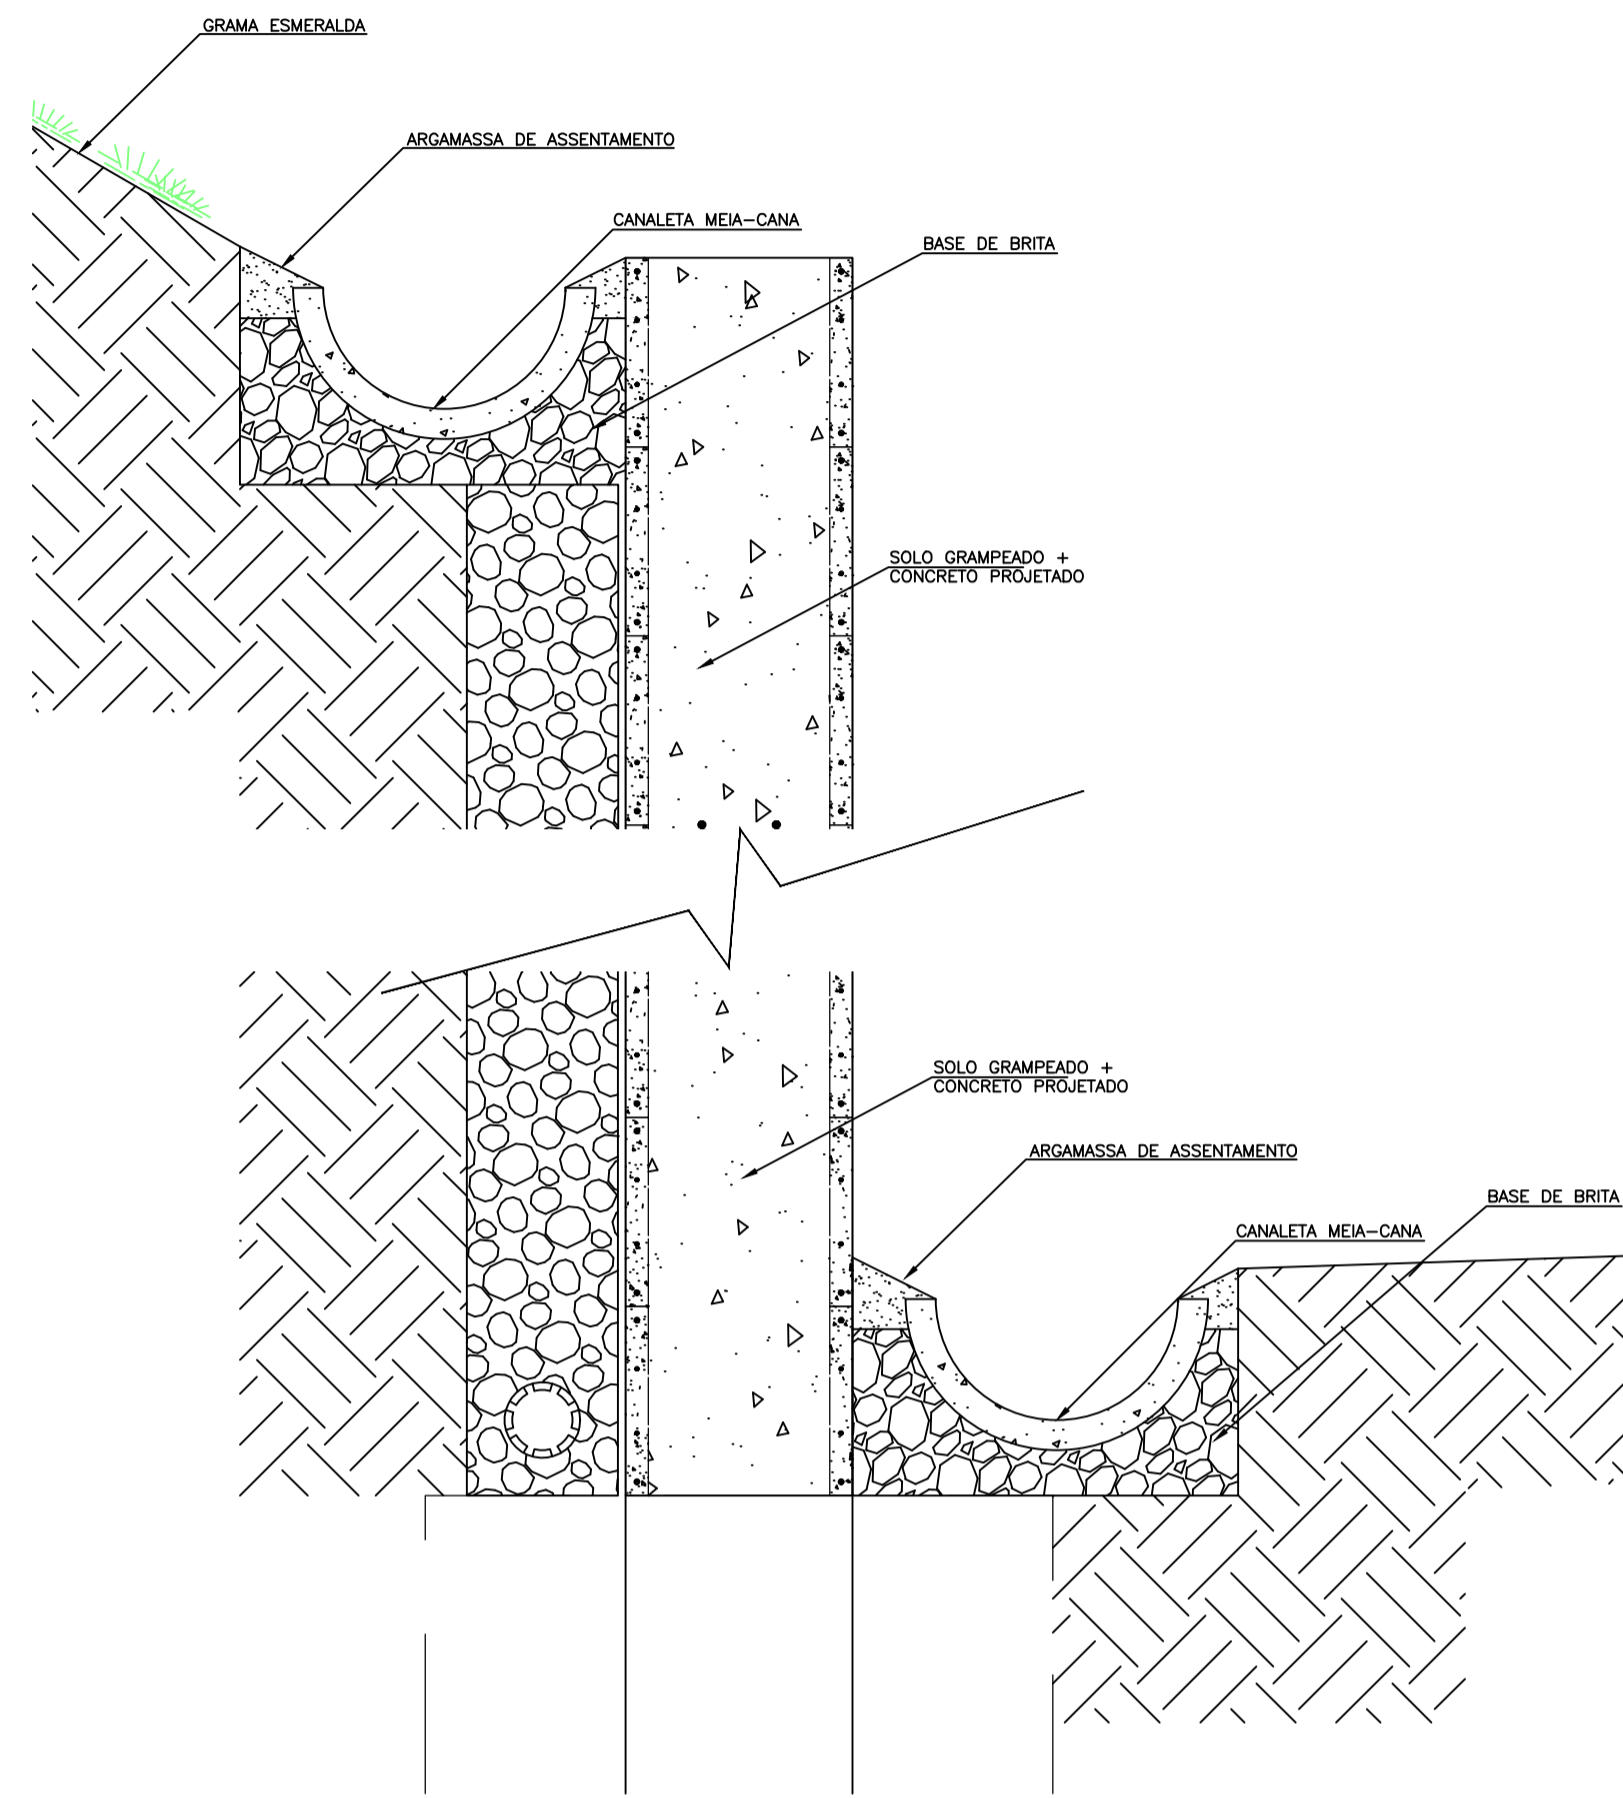 GRAMA ESMERALDA
ARGAMASSA DE ASSENTAMENTO
CANALETA MEIA-CANA
BASE DE BRITA
SOLO GRAMPEADO +
CONCRETO PROJETADO
SOLO GRAMPEADO +
CONCRETO PROJETADO
ARGAMASSA DE ASSENTAMENTO
BASE DE BRITA
CANALETA MEIA-CANA